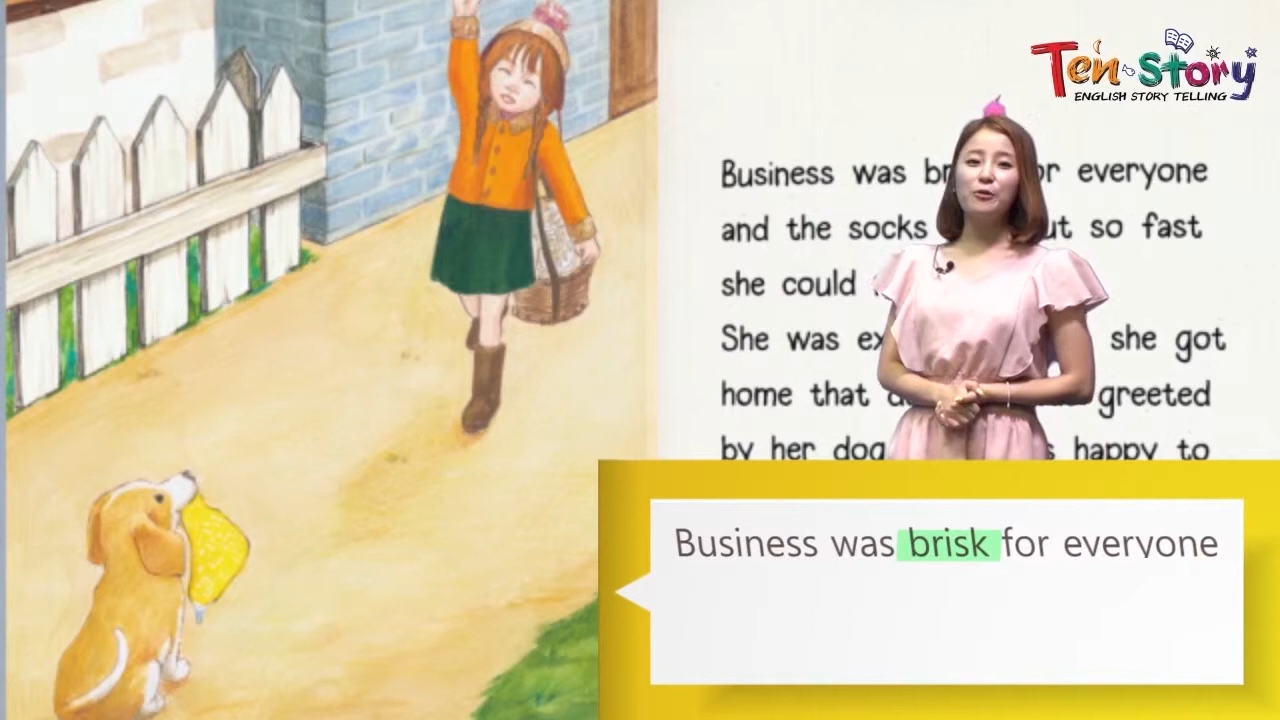 Ten Story
ENGLISH STORY TELLING
Business was br or everyone
and the socks ut so fast
she could
She was ex she got
home that greeted
by her dog s happy to
Business was brisk for everyone